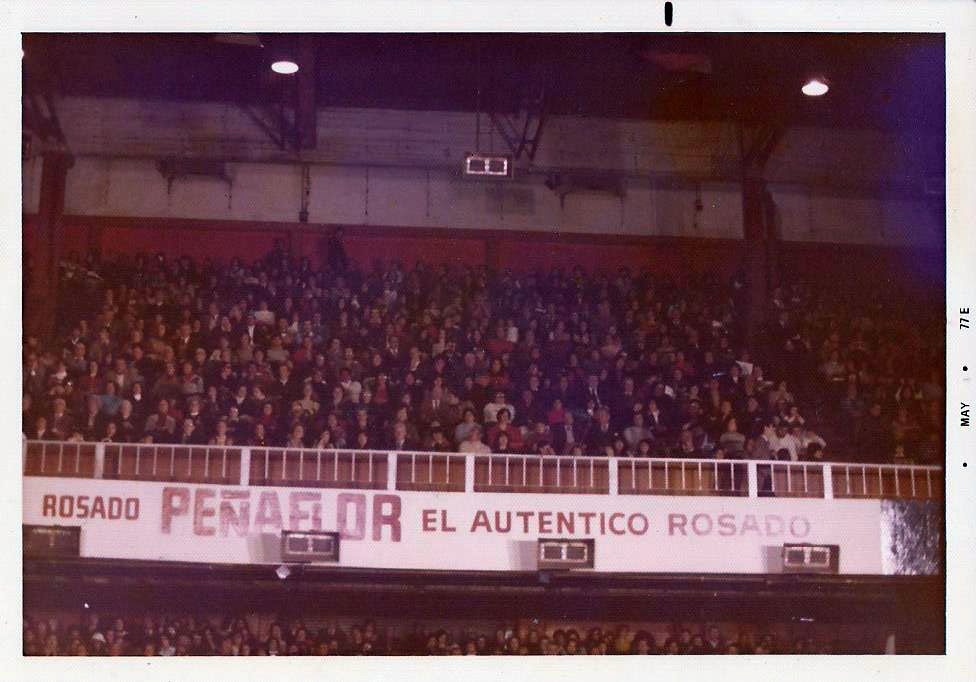 ROSADO PEÑAFLOR EL AUTENTICO ROSADO
MAY • 77E